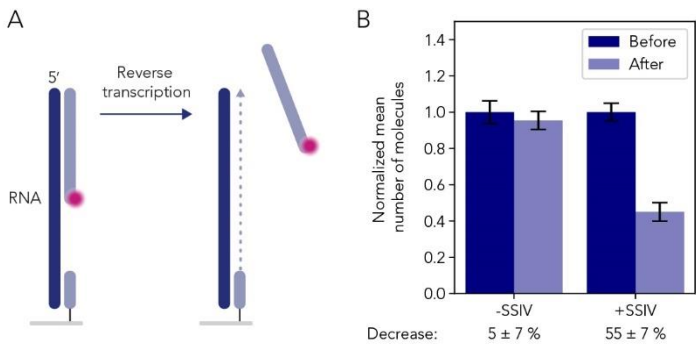 A
5′
Reverse
transcription
RNA
B
Normalized mean
number of molecules
1.4
1.2
1.0
0.8
0.6
0.4
0.2
0.0
Before
After
-SSIV
+SSIV
Decrease: 5 ± 7 % 55 ± 7 %